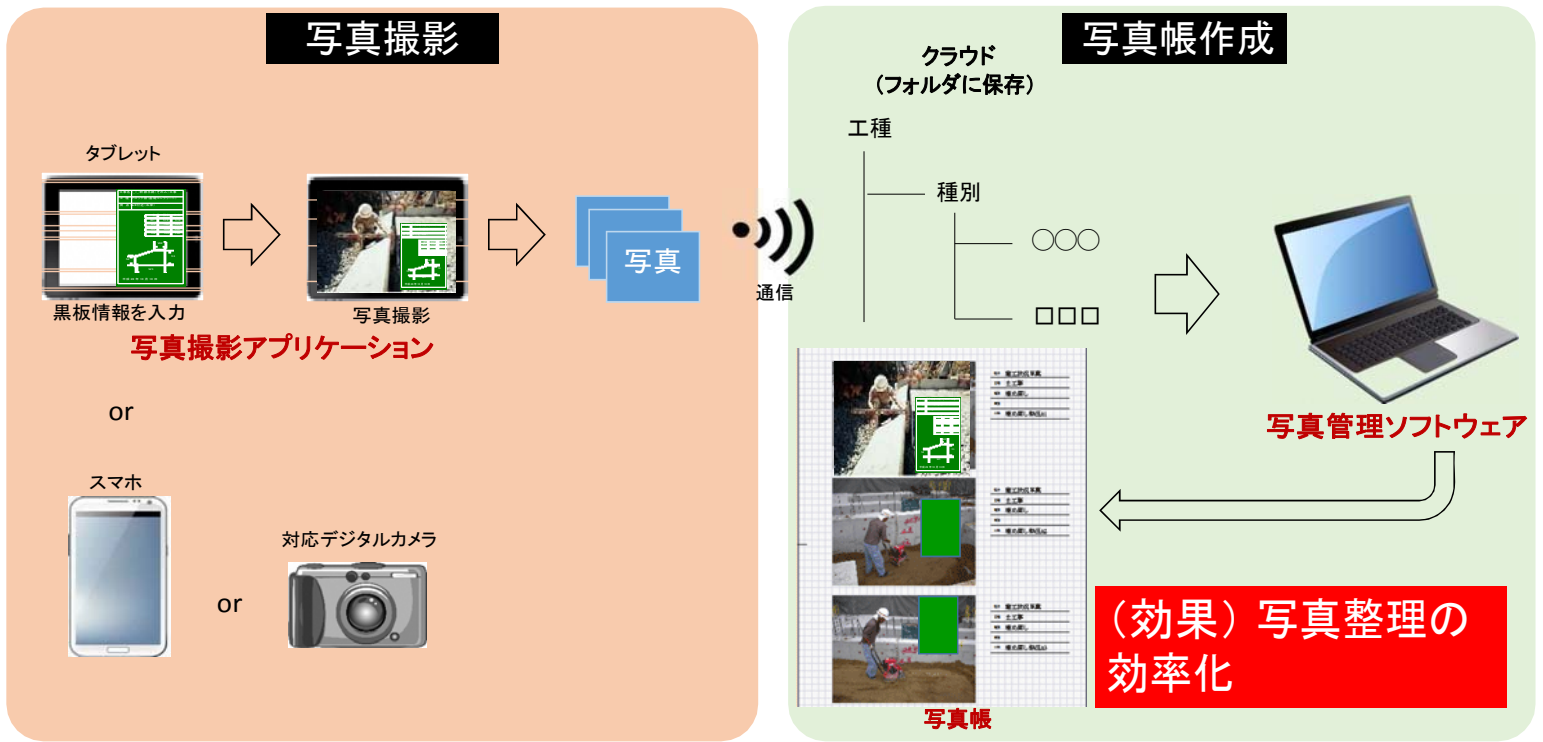 写真撮影
タブレット
黒板情報を入力
写真撮影
写真撮影アプリケーション
写真
通信
or
スマホ
or
対応デジタルカメラ
写真帳作成
クラウド
（フォルダに保存）
工種
種別
○○○
□□□
写真管理ソフトウェア
写真帳
（効果）写真整理の
効率化